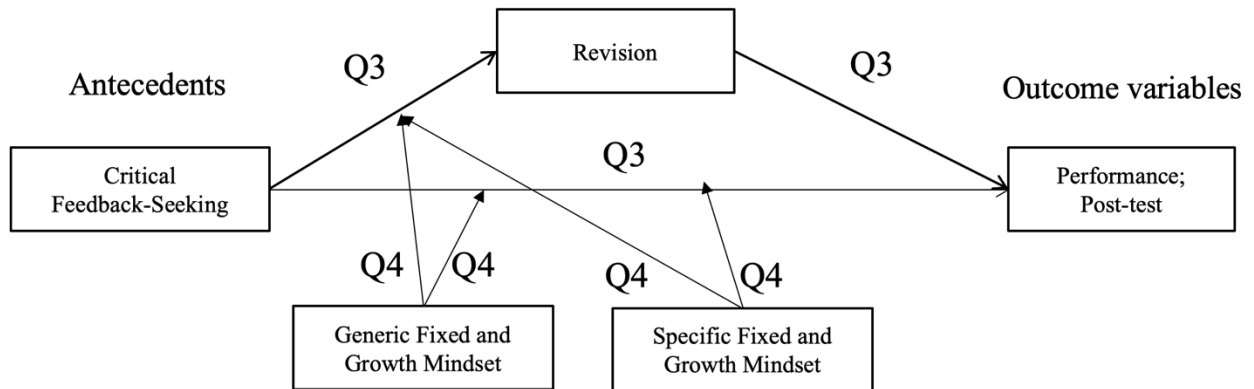 Revision
Q3
Q3
Antecedents
Outcome variables
Q3
Critical
Feedback-Seeking
Performance;
Post-test
Q4
Q4
Q4
Q4
Generic Fixed and
Growth Mindset
Specific Fixed and
Growth Mindset